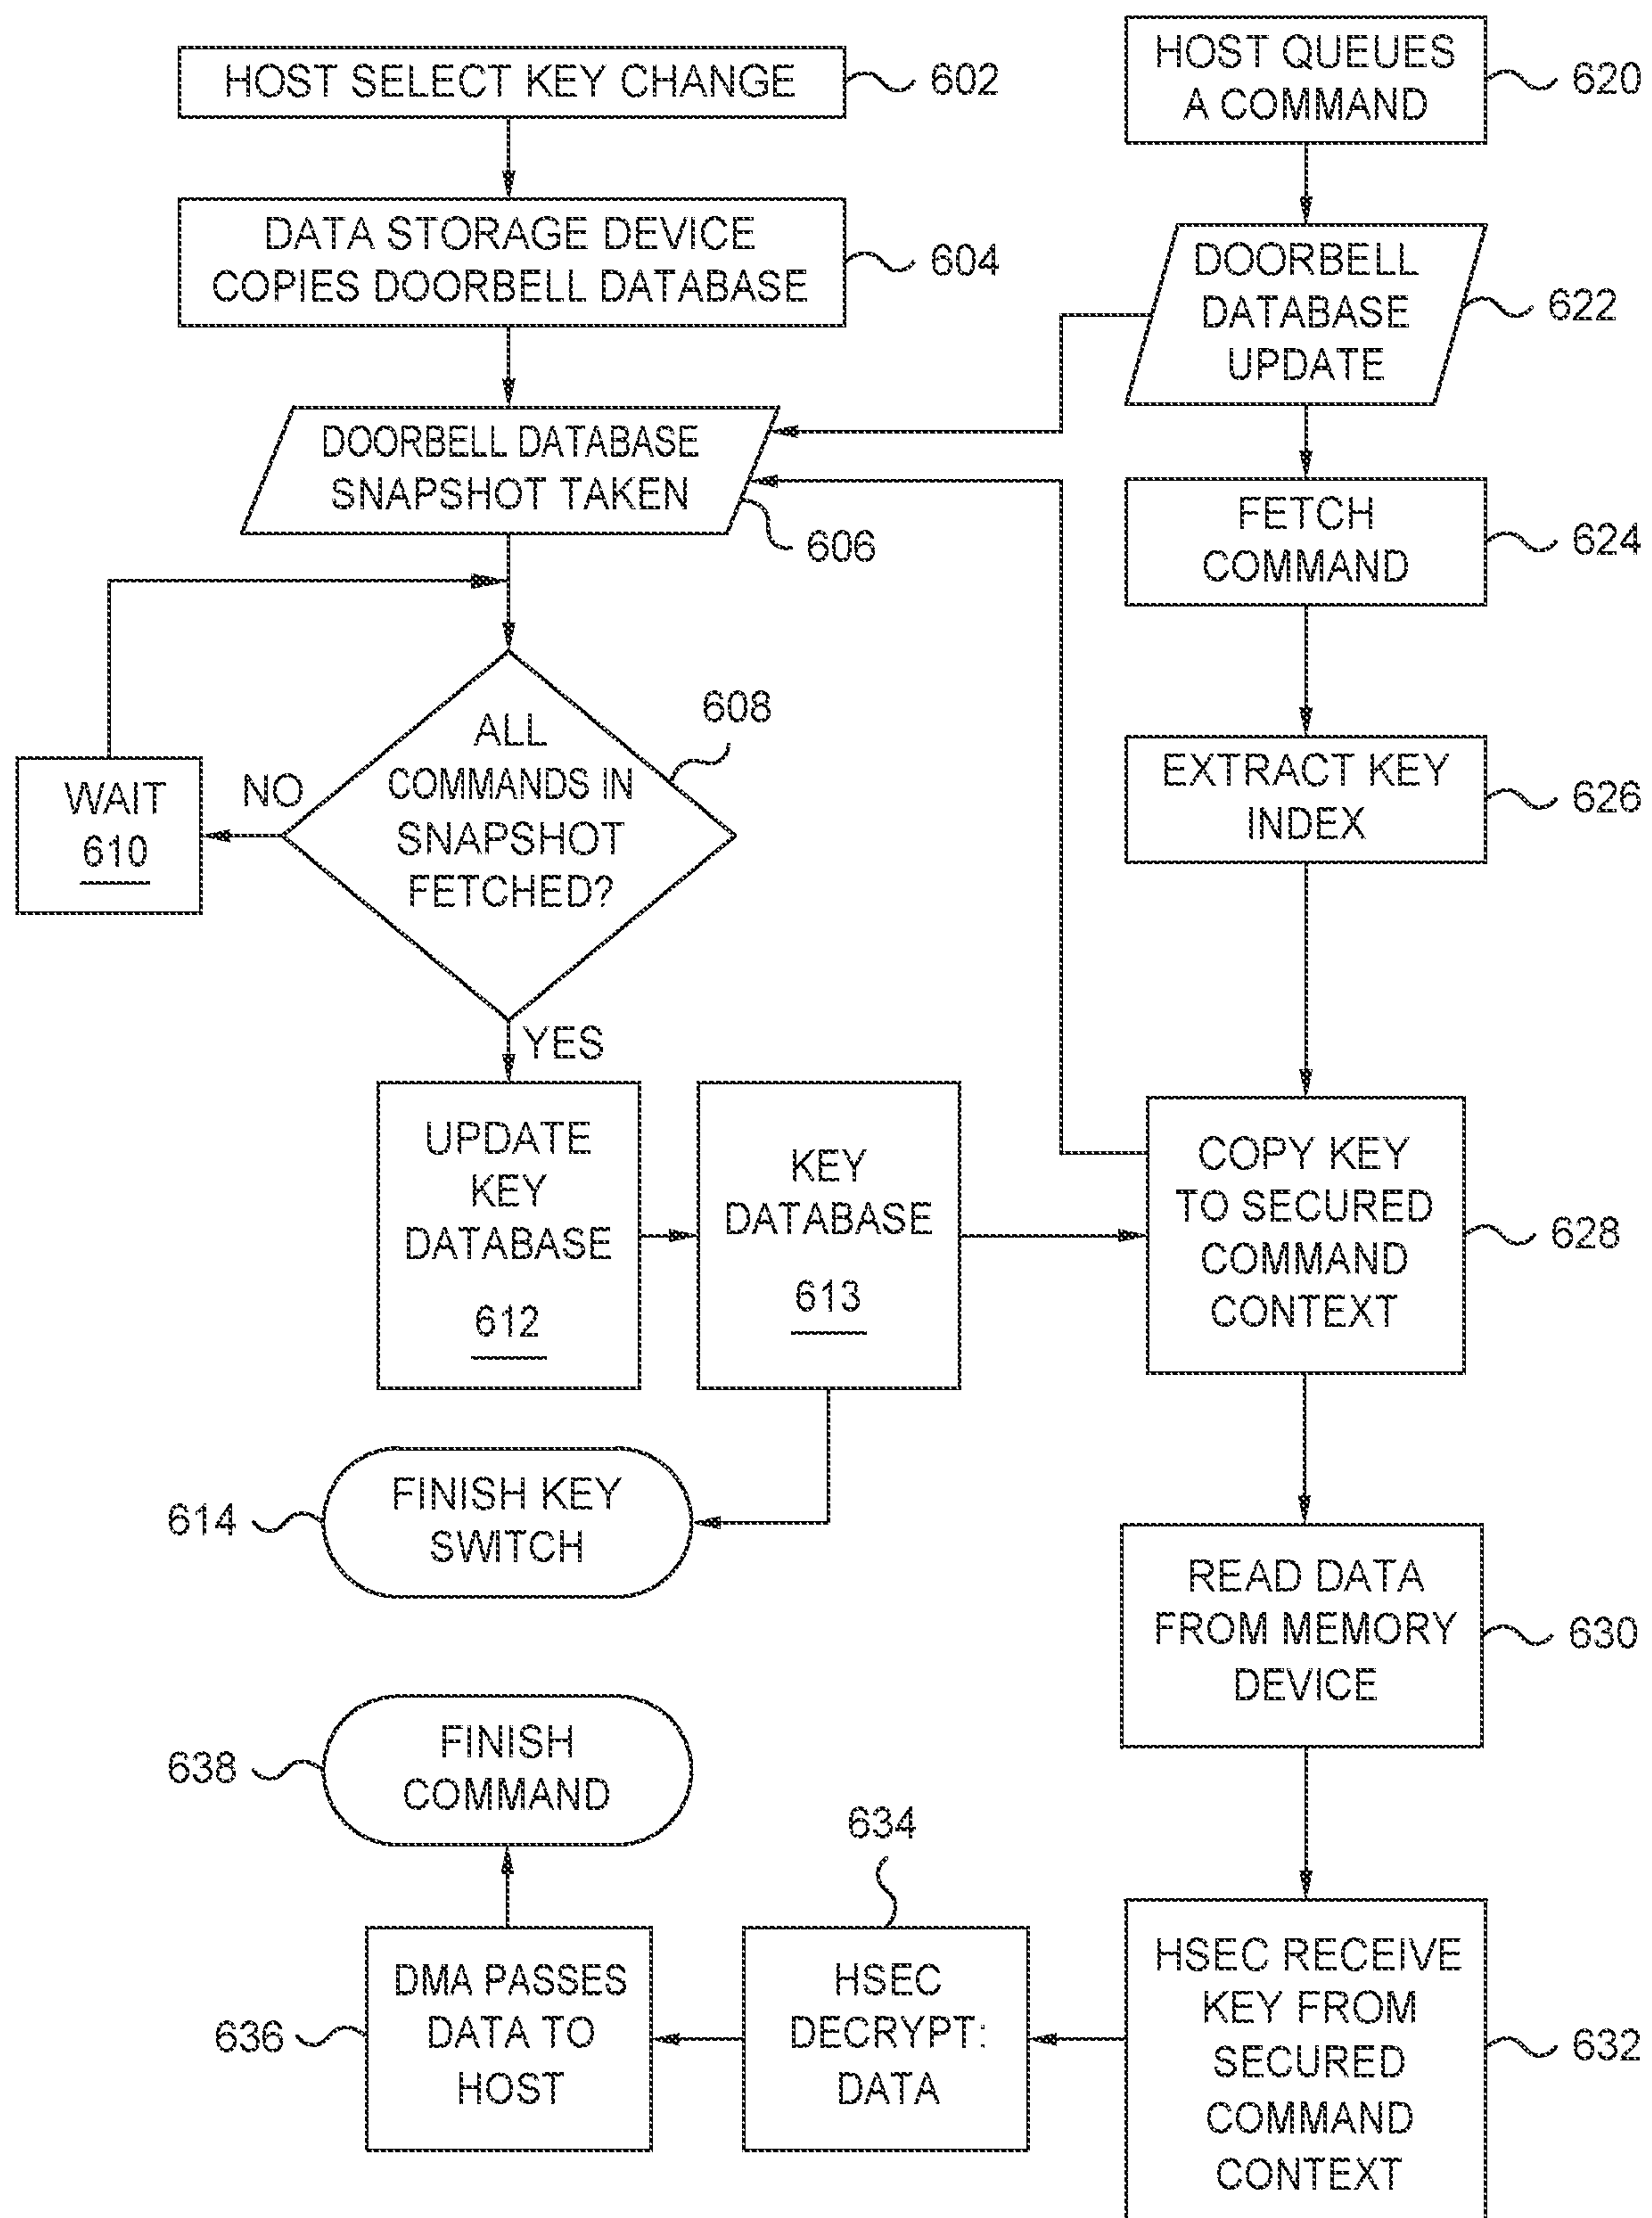 HOST SELECT KEY CHANGE
602
DATA STORAGE DEVICE
COPIES DOORBELL DATABASE
604
DOORBELL DATABASE
SNAPSHOT TAKEN
606
ALL
COMMANDS IN
SNAPSHOT
FETCHED?
608
NO
WAIT
610
YES
UPDATE
KEY
DATABASE
612
KEY
DATABASE
613
FINISH KEY
SWITCH
614
HOST QUEUES
A COMMAND
620
DOORBELL
DATABASE
UPDATE
622
FETCH
COMMAND
624
EXTRACT KEY
INDEX
626
COPY KEY
TO SECURED
COMMAND
CONTEXT
628
READ DATA
FROM MEMORY
DEVICE
630
HSEC RECEIVE
KEY FROM
SECURED
COMMAND
CONTEXT
632
HSEC
DECRYPT:
DATA
634
DMA PASSES
DATA TO
HOST
636
FINISH
COMMAND
638